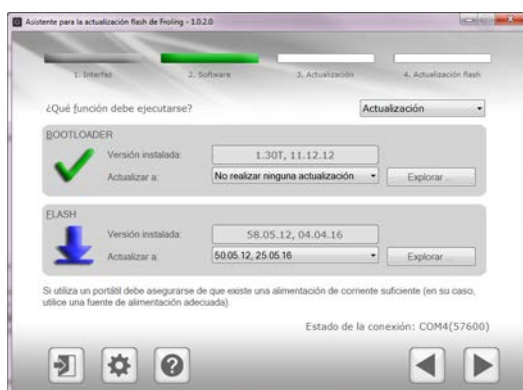 Asistente para la actualización flash de Froling - 1.0.2.0
1. Interfaz
2. Software
3. Actualización
4. Actualización flash
¿Qué función debe ejecutarse?
Actualización
BOOTLOADER
Versión instalada:
1.30T, 11.12.12
Actualizar a:
No realizar ninguna actualización
Explorar ...
FLASH
Versión instalada:
58.05.12, 04.04.16
Actualizar a:
50.05.12, 25.05.16
Explorar ...
Si utiliza un portátil debe asegurarse de que existe una alimentación de corriente suficiente (en su caso,
utilice una fuente de alimentación adecuada).
Estado de la conexión: COM4(57600)